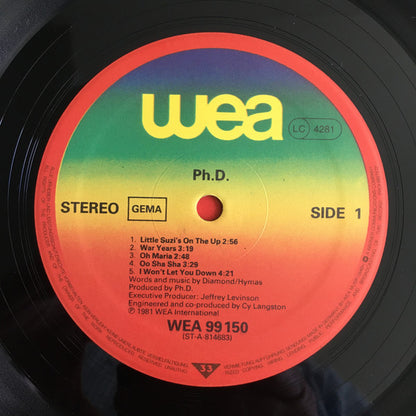 wea
LC 4281
Ph.D.
STEREO GEMA SIDE 1
1. Little Suzi's On The Up 2:56
2. War Years 3:19
3. Oh Maria 2:48
4. Oo Sha Sha 3:29
5. I Won't Let You Down 4:21
Words and music by Diamond/Hymas
Produced by Ph.D.
Executive Producer: Jeffrey Levinson
Engineered and co-produced by Cy Langston
℗ 1981 WEA International
WEA 99 150
(ST-A-814683)
33